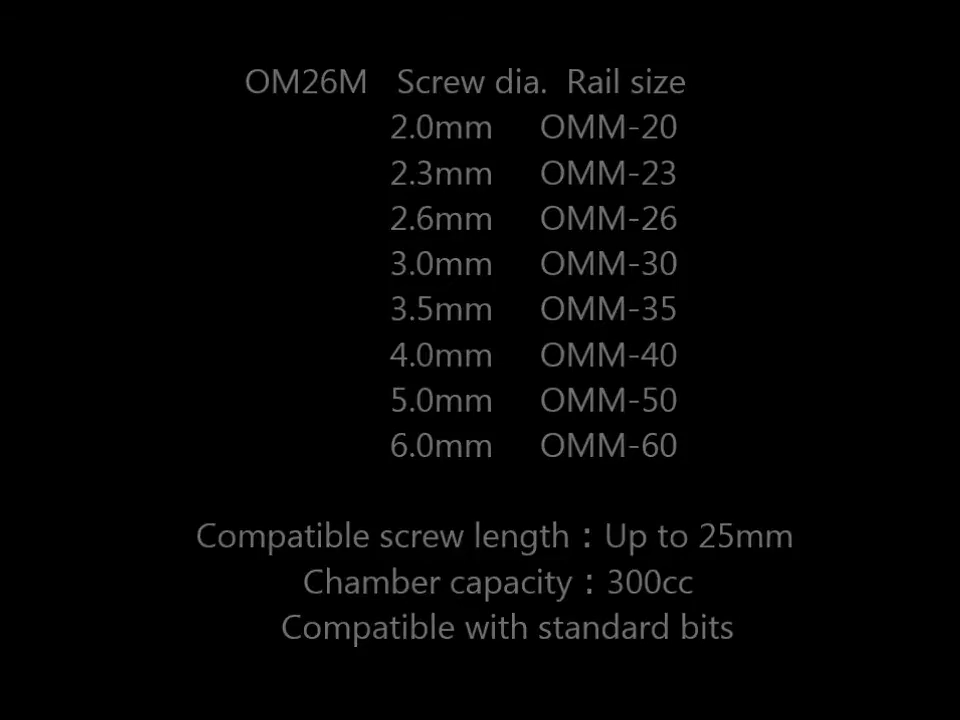 OM26M Screw dia. Rail size
2.0mm OMM-20
2.3mm OMM-23
2.6mm OMM-26
3.0mm OMM-30
3.5mm OMM-35
4.0mm OMM-40
5.0mm OMM-50
6.0mm OMM-60
Compatible screw length：Up to 25mm
Chamber capacity：300cc
Compatible with standard bits